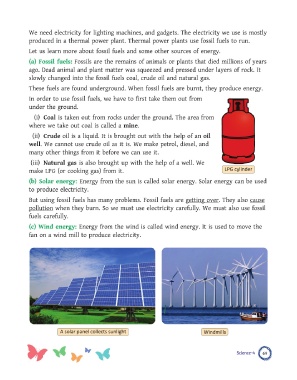 We need electricity for lighting machines, and gadgets. The electricity we use is mostly
produced in a thermal power plant. Thermal power plants use fossil fuels to run.
Let us learn more about fossil fuels and some other sources of energy.
(a) Fossil fuels: Fossils are the remains of animals or plants that died millions of years
ago. Dead animal and plant matter was squeezed and pressed under layers of rock. It
slowly changed into the fossil fuels coal, crude oil and natural gas.
These fuels are found underground. When fossil fuels are burnt, they produce energy.
In order to use fossil fuels, we have to first take them out from
under the ground.
(i) Coal is taken out from rocks under the ground. The area from
where we take out coal is called a mine.
(ii) Crude oil is a liquid. It is brought out with the help of an oil
well. We cannot use crude oil as it is. We make petrol, diesel, and
many other things from it before we can use it.
(iii) Natural gas is also brought up with the help of a well. We
make LPG (or cooking gas) from it.
LPG cylinder
(b) Solar energy: Energy from the sun is called solar energy. Solar energy can be used
to produce electricity.
But using fossil fuels has many problems. Fossil fuels are getting over. They also cause
pollution when they burn. So we must use electricity carefully. We must also use fossil
fuels carefully.
(c) Wind energy: Energy from the wind is called wind energy. It is used to move the
fan on a wind mill to produce electricity.
A solar panel collects sunlight
Windmills
Science-4